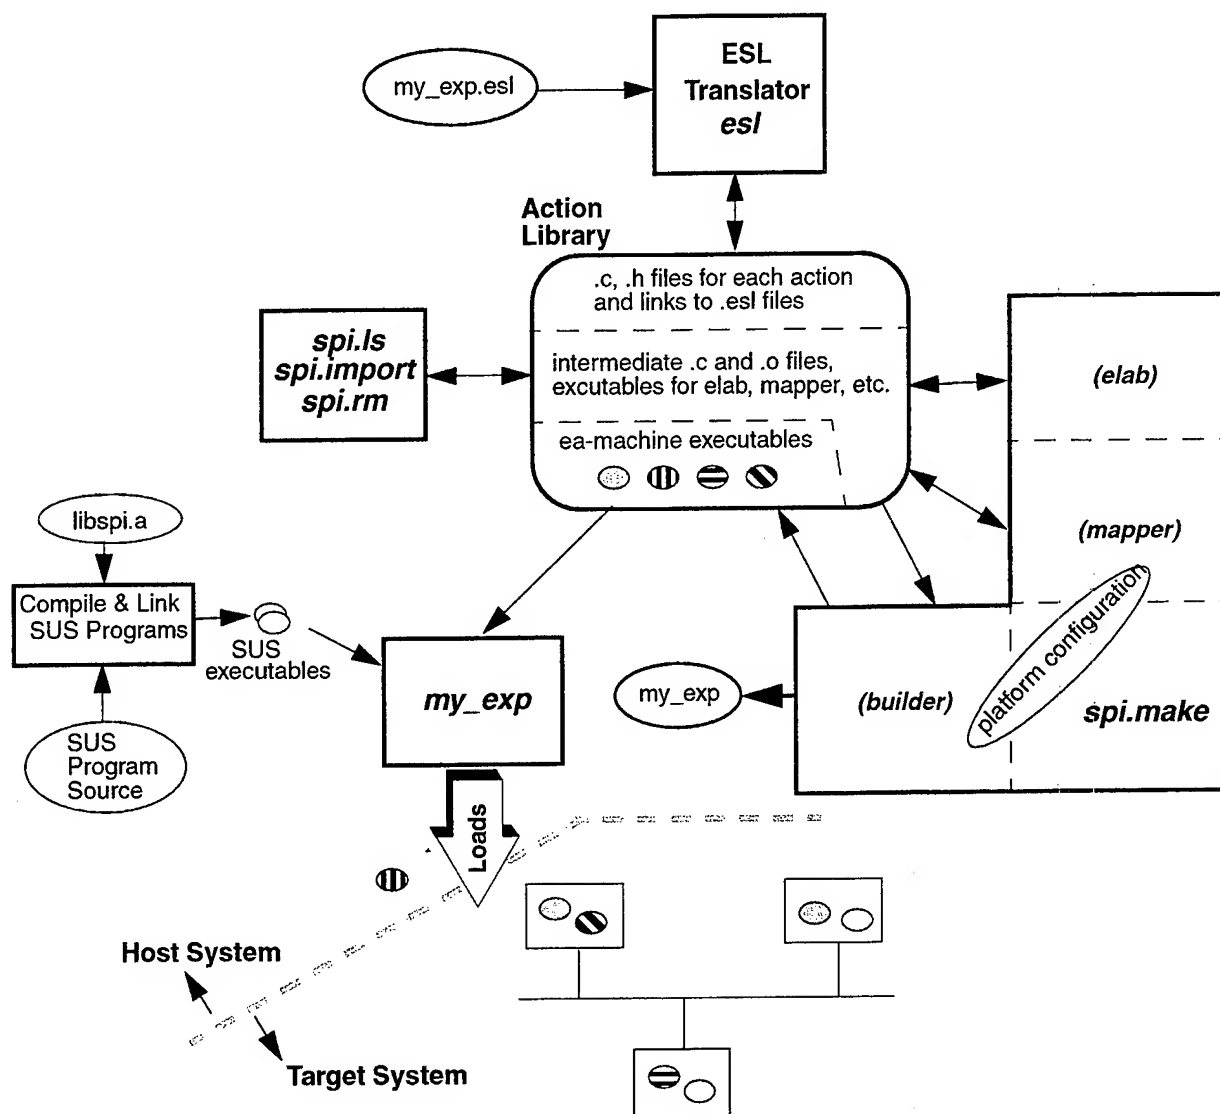 ESL
Translator
esl
my_exp.esl
Action
Library
.c, .h files for each action
and links to .esl files
spi.ls
spi.import
spi.rm
intermediate .c and .o files,
excutables for elab, mapper, etc.
(elab)
ea-machine executables
libspi.a
(mapper)
Compile & Link
SUS Programs
SUS
executables
my_exp
my_exp
(builder)
platform configuration
spi.make
SUS
Program
Source
Loads
Host System
Target System